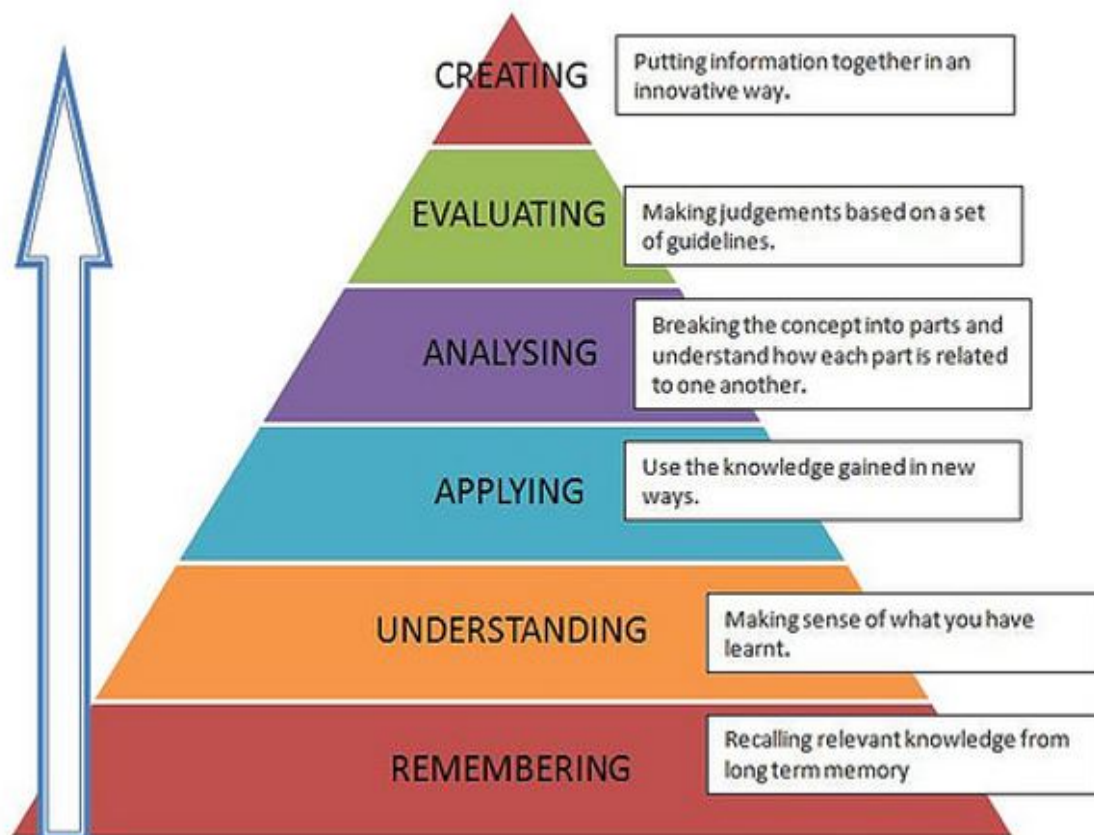 CREATING
Putting information together in an
innovative way.
EVALUATING
Making judgements based on a set
of guidelines.
ANALYSING
Breaking the concept into parts and
understand how each part is related
to one another.
APPLYING
Use the knowledge gained in new
ways.
UNDERSTANDING
Making sense of what you have
learnt.
REMEMBERING
Recalling relevant knowledge from
long term memory